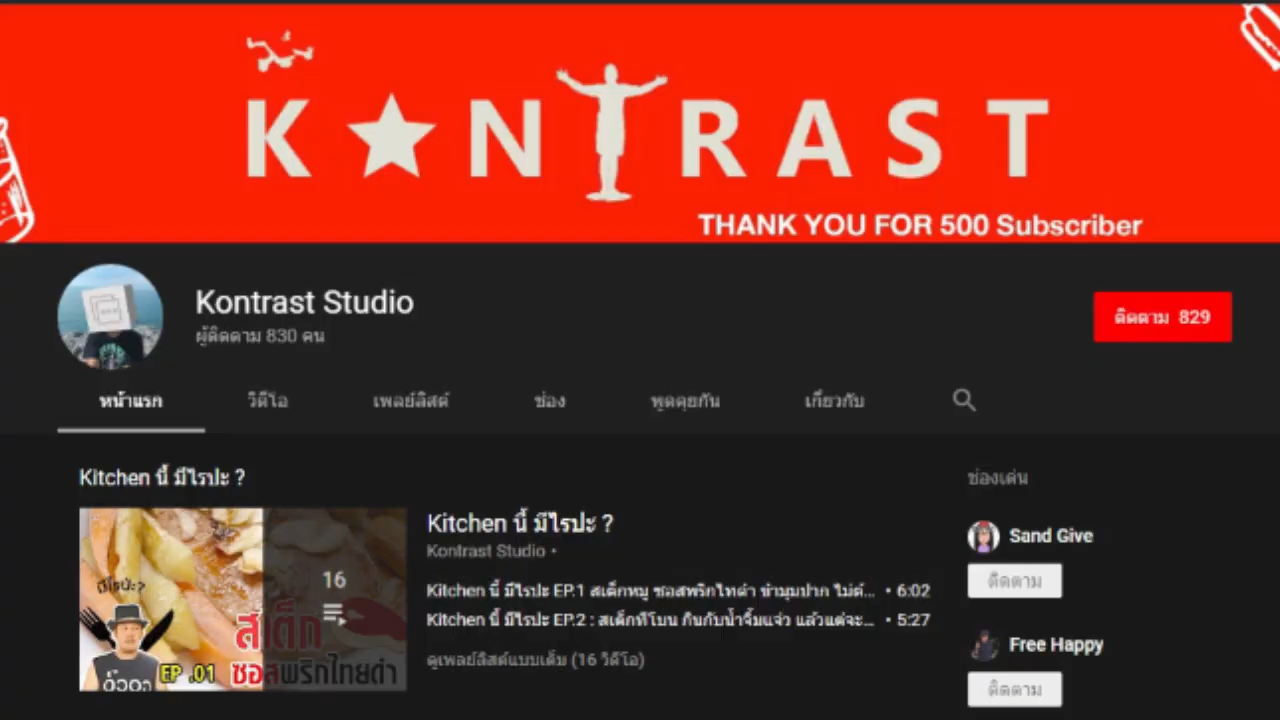 K NTRAST
THANK YOU FOR 500 Subscriber
Kontrast Studio
ผู้ติดตาม 830 คน
ติดตาม 829
หน้าแรก
วิดีโอ
เพลย์ลิสต์
ช่อง
พูดคุยกัน
เกี่ยวกับ
Kitchen นี้ มีไรปะ ?
มีไรปะ?
EP .01
สเต็ก
ซอสพริกไทยดำ
16
Kitchen นี้ มีไรปะ ?
Kontrast Studio •
Kitchen นี้ มีไรปะ EP.1 สเต็กหมู ซอสพริกไทยดำ ฉ่ำมุมปาก ไม่ต้... • 6:02
Kitchen นี้ มีไรปะ EP.2 : สเต็กทีโบน กินกับน้ำจิ้มแจ่ว แล้วแต่จะ... • 5:27
ดูเพลย์ลิสต์แบบเต็ม (16 วิดีโอ)
ช่องเด่น
Sand Give
ติดตาม
Free Happy
ติดตาม